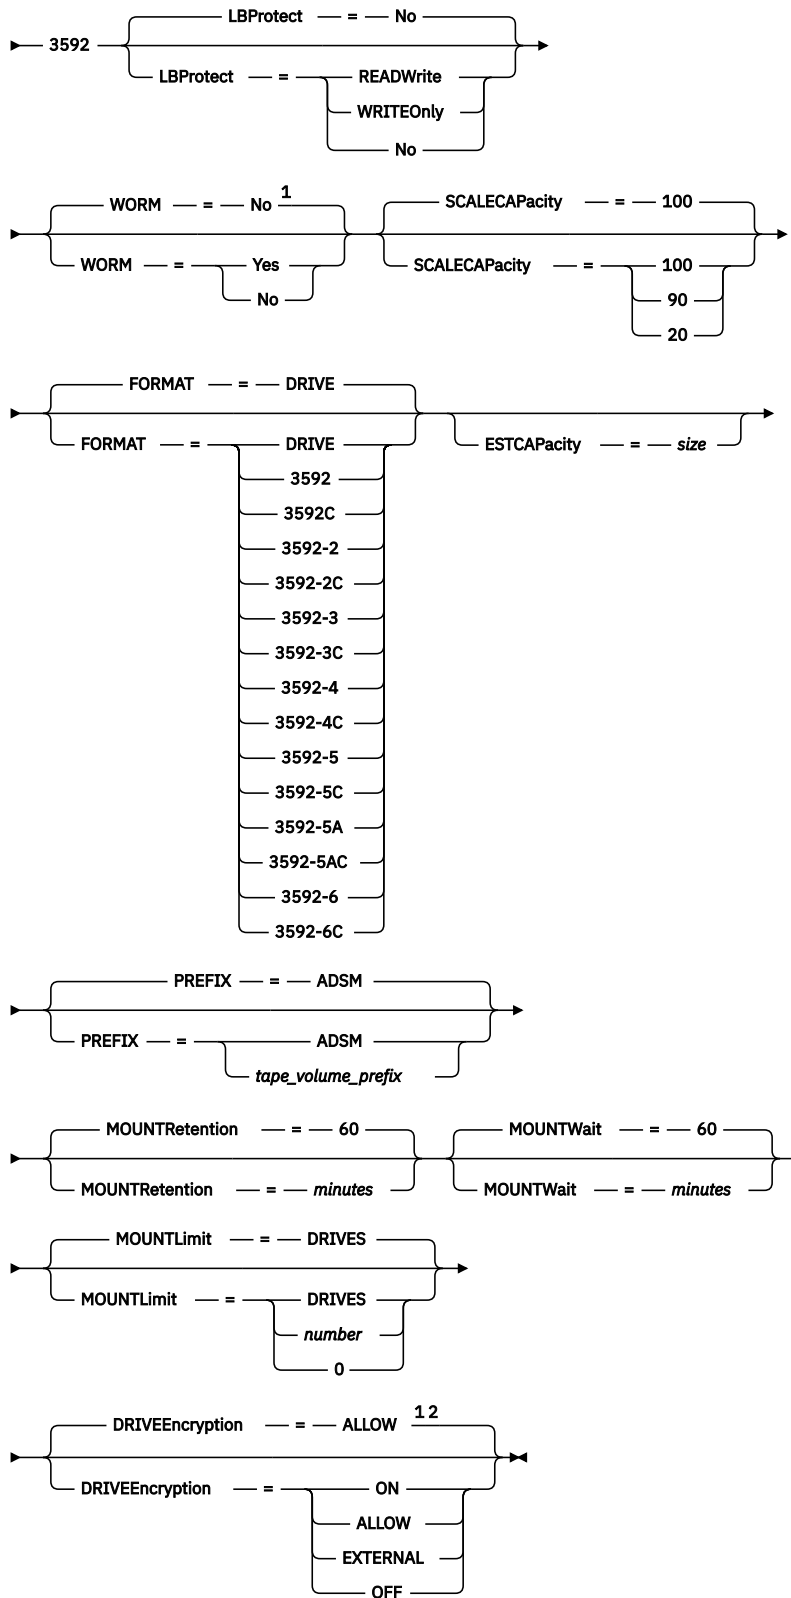 LBProtect = No
3592
LBProtect = READWrite
WRITEOnly
No
WORM = No 1 SCALECAPacity = 100
WORM = Yes SCALECAPacity = 100
No 90
20
FORMAT = DRIVE
FORMAT = DRIVE ESTCAPacity = size
3592
3592C
3592-2
3592-2C
3592-3
3592-3C
3592-4
3592-4C
3592-5
3592-5C
3592-5A
3592-5AC
3592-6
3592-6C
PREFIX = ADSM
PREFIX = ADSM
tape_volume_prefix
MOUNTRetention = 60 MOUNTWait = 60
MOUNTRetention = minutes MOUNTWait = minutes
MOUNTLimit = DRIVES
MOUNTLimit = DRIVES
number
0
DRIVEEncryption = ALLOW 1 2
DRIVEEncryption = ON
ALLOW
EXTERNAL
OFF